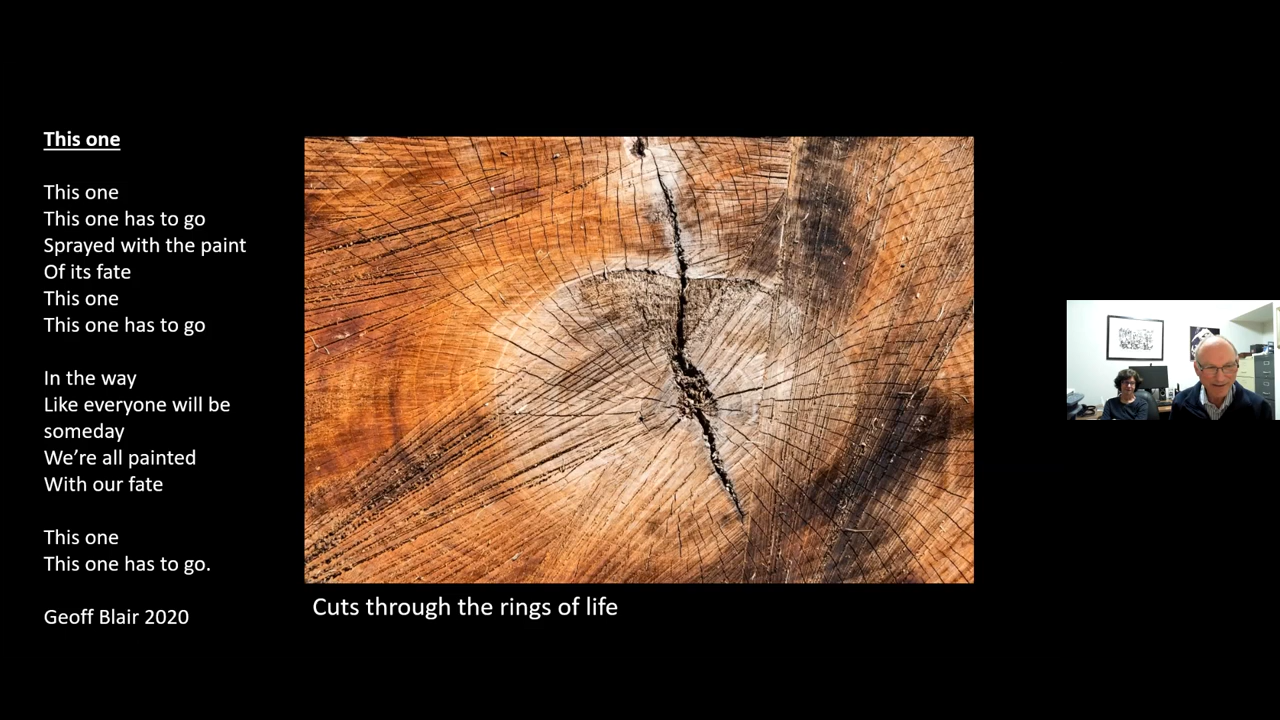 This one
This one
This one has to go
Sprayed with the paint
Of its fate
This one
This one has to go
In the way
Like everyone will be
someday
We’re all painted
With our fate
This one
This one has to go.
Geoff Blair 2020
Cuts through the rings of life